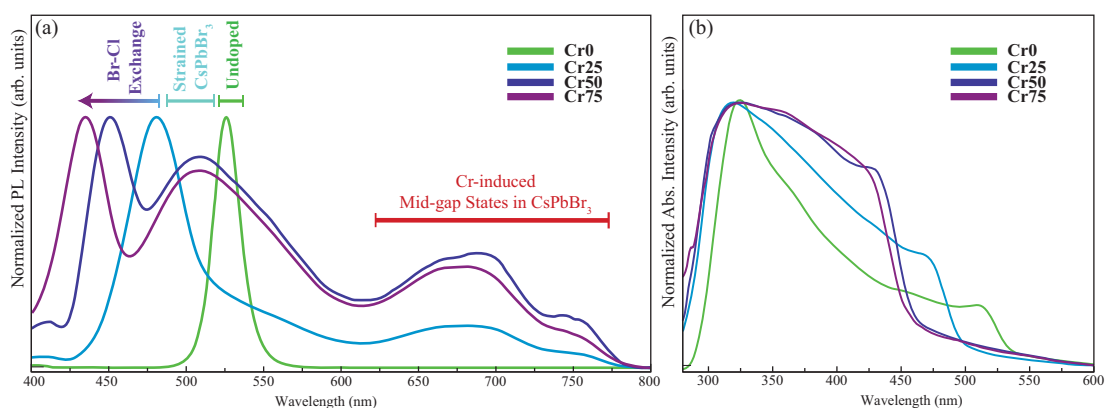 (a)
Br-Cl
Exchange
Strained
CsPbBr3
Undoped
Cr0
Cr25
Cr50
Cr75
Cr-induced
Mid-gap States in CsPbBr3
Normalized PL Intensity (arb. units)
400 450 500 550 600 650 700 750 800
Wavelength (nm)
(b)
Cr0
Cr25
Cr50
Cr75
Normalized Abs. Intensity (arb. units)
300 350 400 450 500 550 600
Wavelength (nm)